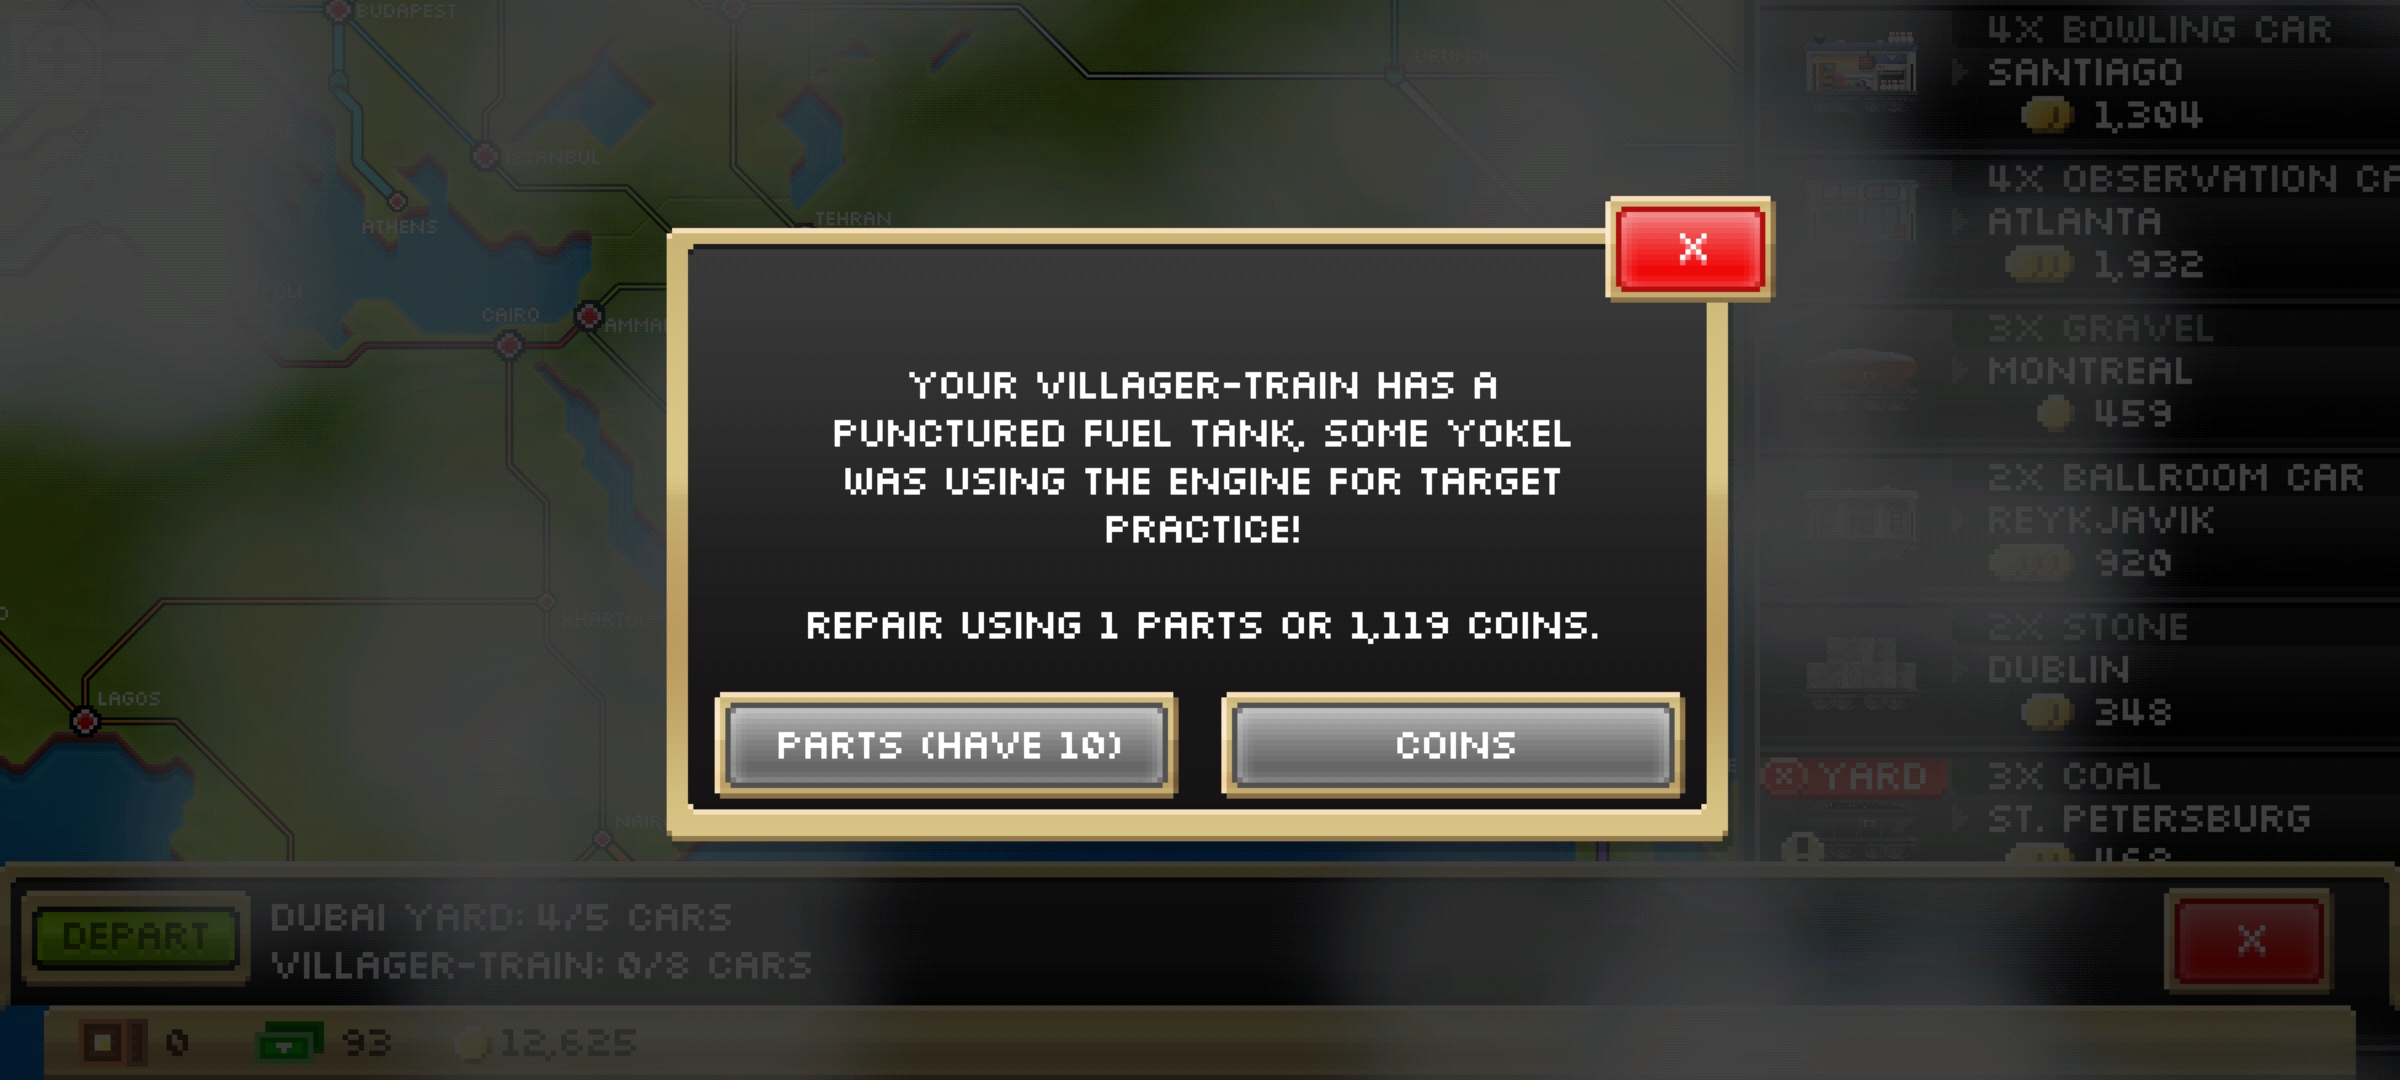 BUDAPEST
URUMQI
ISTANBUL
ATHENS
TEHRAN
CAIRO
AMMA
KHARTOU
LAGOS
NAIR
4X BOWLING CAR
SANTIAGO
1,304
4X OBSERVATION CA
ATLANTA
1,932
3X GRAVEL
MONTREAL
459
2X BALLROOM CAR
REYKJAVIK
920
2X STONE
DUBLIN
348
YARD
3X COAL
ST. PETERSBURG
X
YOUR VILLAGER-TRAIN HAS A
PUNCTURED FUEL TANK, SOME YOKEL
WAS USING THE ENGINE FOR TARGET
PRACTICE!
REPAIR USING 1 PARTS OR 1,119 COINS.
PARTS (HAVE 10)
COINS
DEPART
DUBAI YARD: 4/5 CARS
VILLAGER-TRAIN: 0/8 CARS
X
0
93
12,625